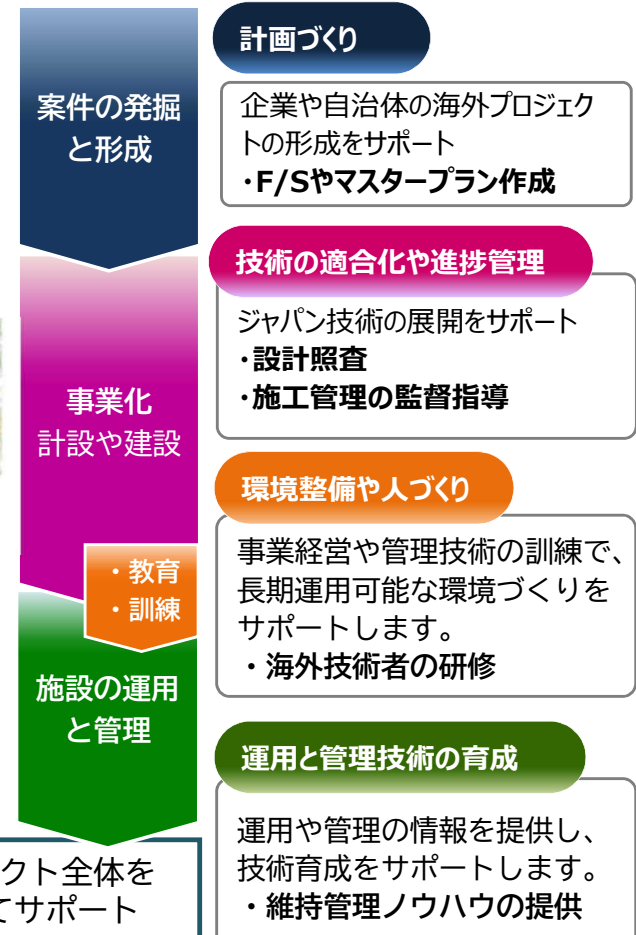 案件の発掘
と形成
計画づくり
企業や自治体の海外プロジェク
トの形成をサポート
・F/Sやマスタープラン作成
事業化
計設や建設
技術の適合化や進捗管理
ジャパン技術の展開をサポート
・設計照査
・施工管理の監督指導
・教育
・訓練
環境整備や人づくり
事業経営や管理技術の訓練で、
長期運用可能な環境づくりを
サポートします。
・海外技術者の研修
施設の運用
と管理
運用と管理技術の育成
運用や管理の情報を提供し、
技術育成をサポートします。
・維持管理ノウハウの提供
クト全体を
てサポート